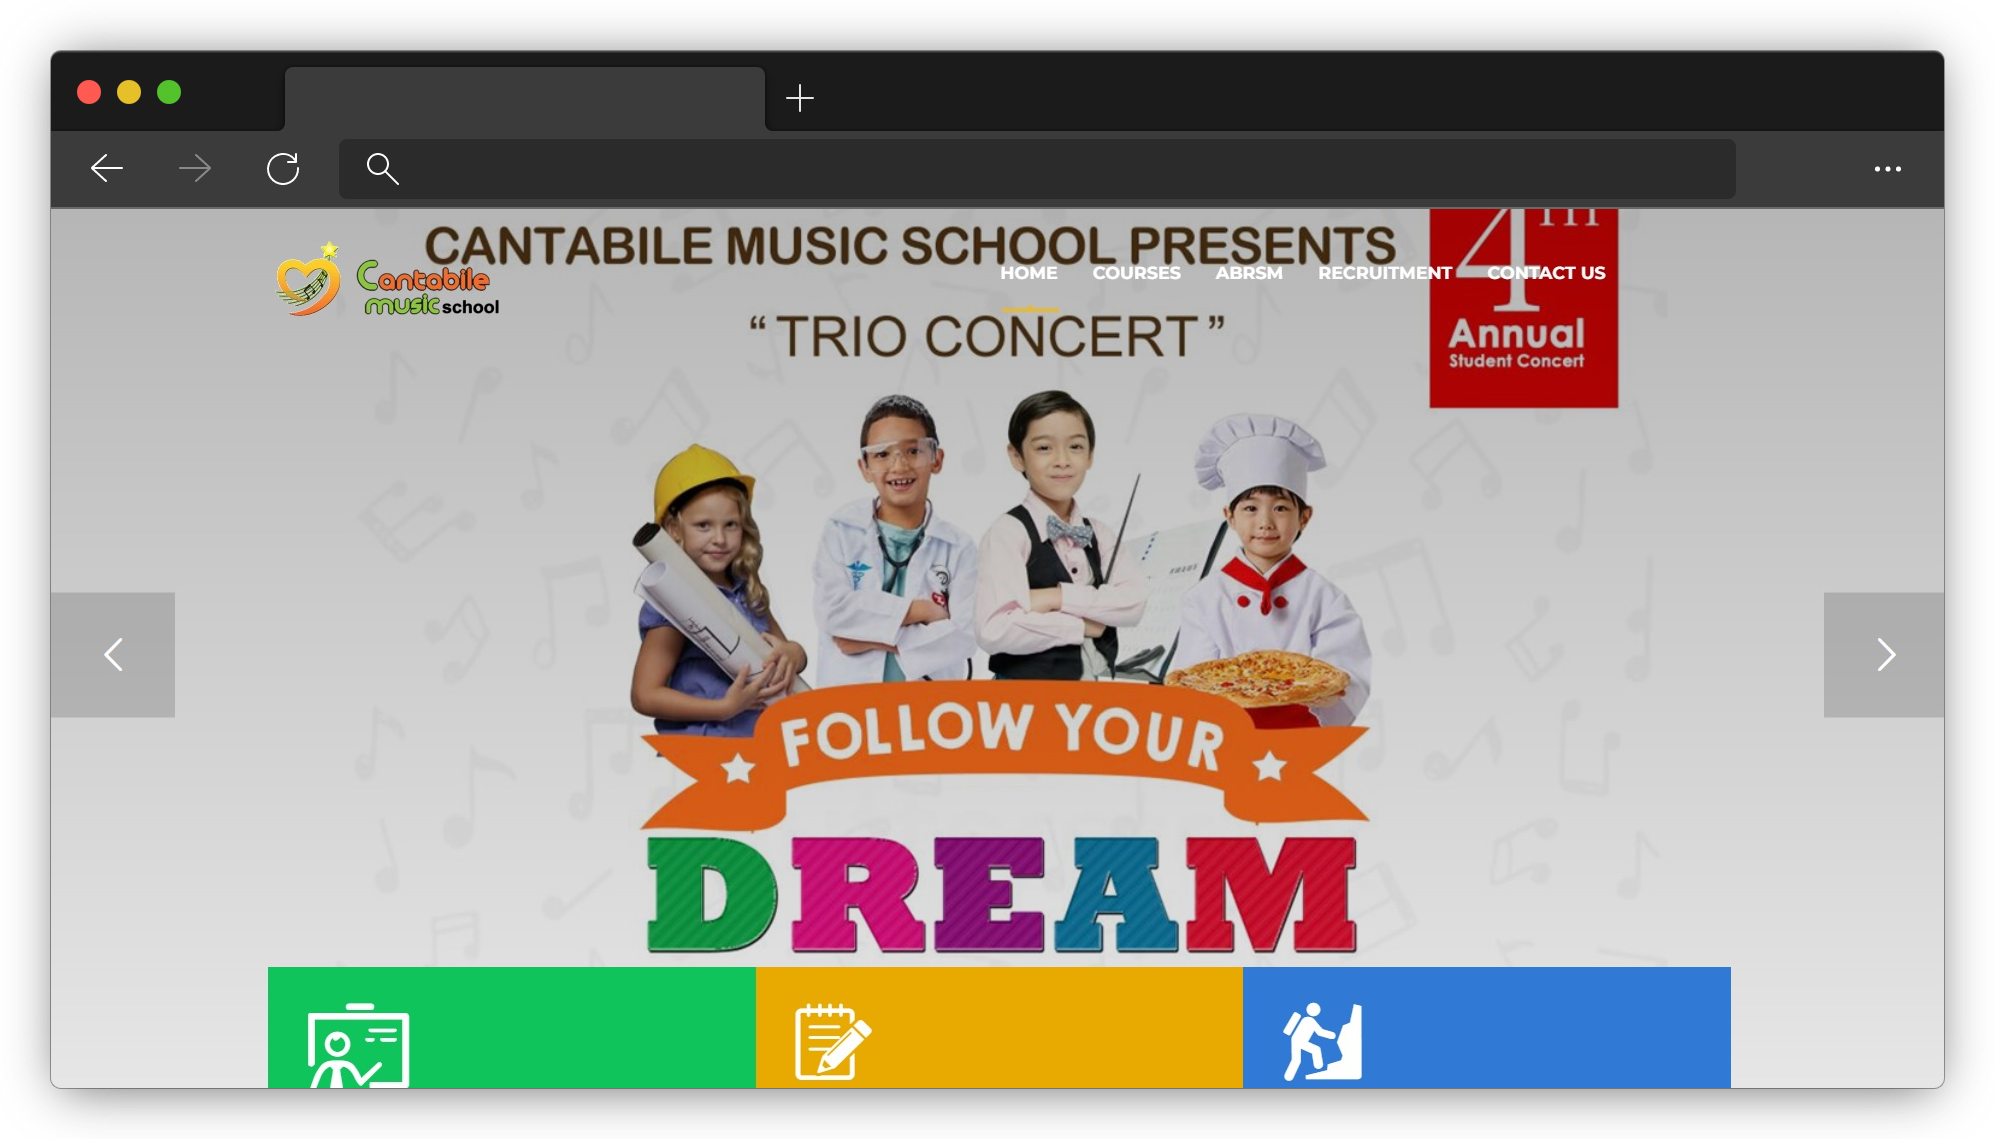 CANTABILE MUSIC SCHOOL PRESENTS
4TH
Cantabile
music school
HOME COURSES ABRSM RECRUITMENT CONTACT US
“ TRIO CONCERT ”
Annual
Student Concert
FOLLOW YOUR
DREAM